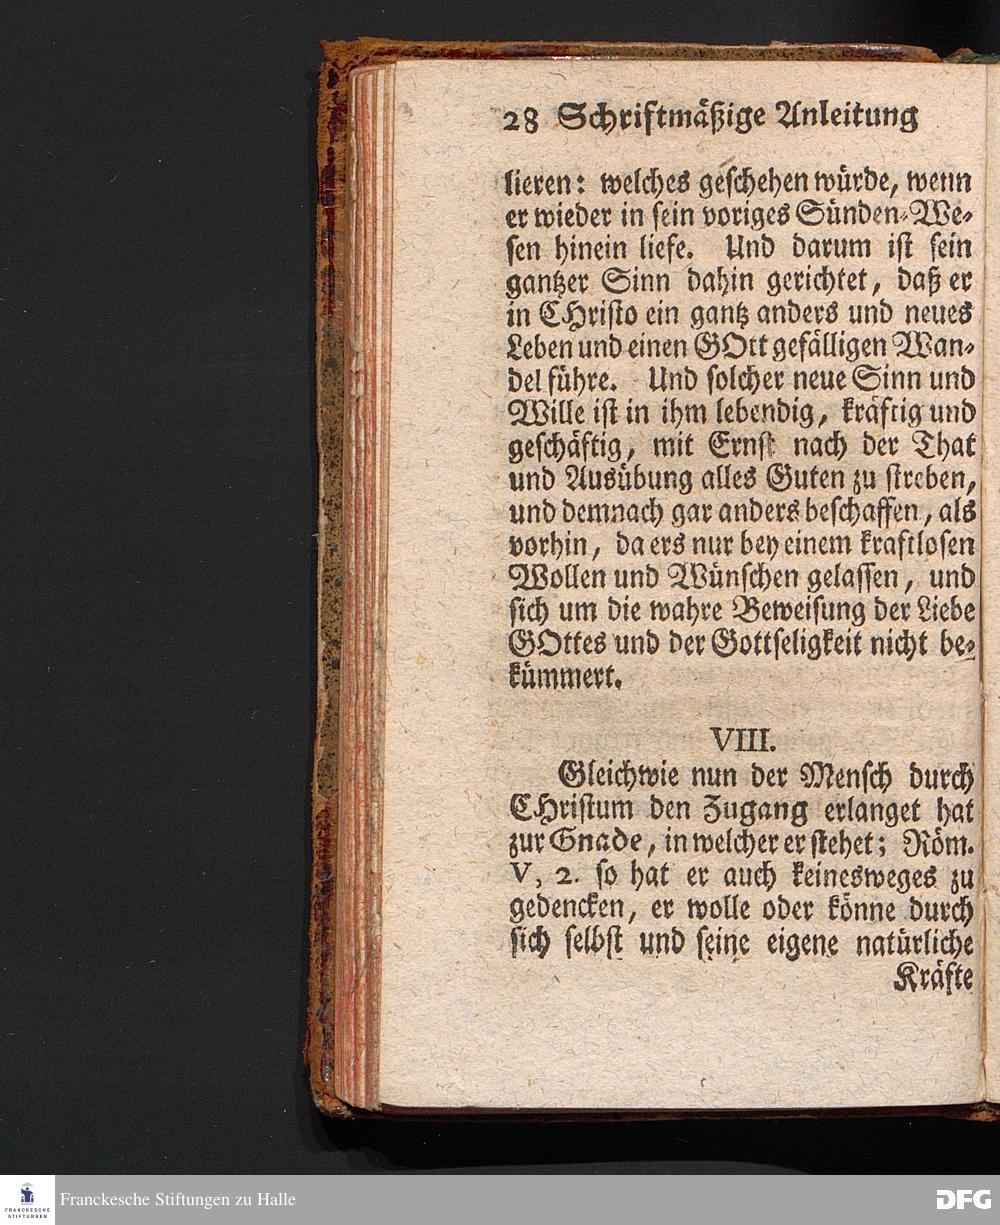 28 Schriftmäßige Anleitung
lieren: welches geschehen würde, wenn
er wieder in sein voriges Sünden-We-
sen hinein liefe. Und darum ist sein
gantzer Sinn dahin gerichtet, daß er
in CHristo ein gantz anders und neues
Leben und einen GOtt gefälligen Wan-
del führe. Und solcher neue Sinn und
Wille ist in ihm lebendig, kräftig und
geschäftig, mit Ernst nach der That
und Ausübung alles Guten zu streben,
und demnach gar anders beschaffen, als
vorhin, da ers nur bey einem kraftlosen
Wollen und Wünschen gelassen, und
sich um die wahre Beweisung der Liebe
GOttes und der Gottseligkeit nicht be-
kümmert.
VIII.
Gleichwie nun der Mensch durch
CHristum den Zugang erlanget hat
zur Gnade, in welcher er stehet; Röm.
V, 2. so hat er auch keinesweges zu
gedencken, er wolle oder könne durch
sich selbst und seine eigene natürliche
Kräfte
FRANCKESCHE
STIFTUNGEN
Franckesche Stiftungen zu Halle
DFG